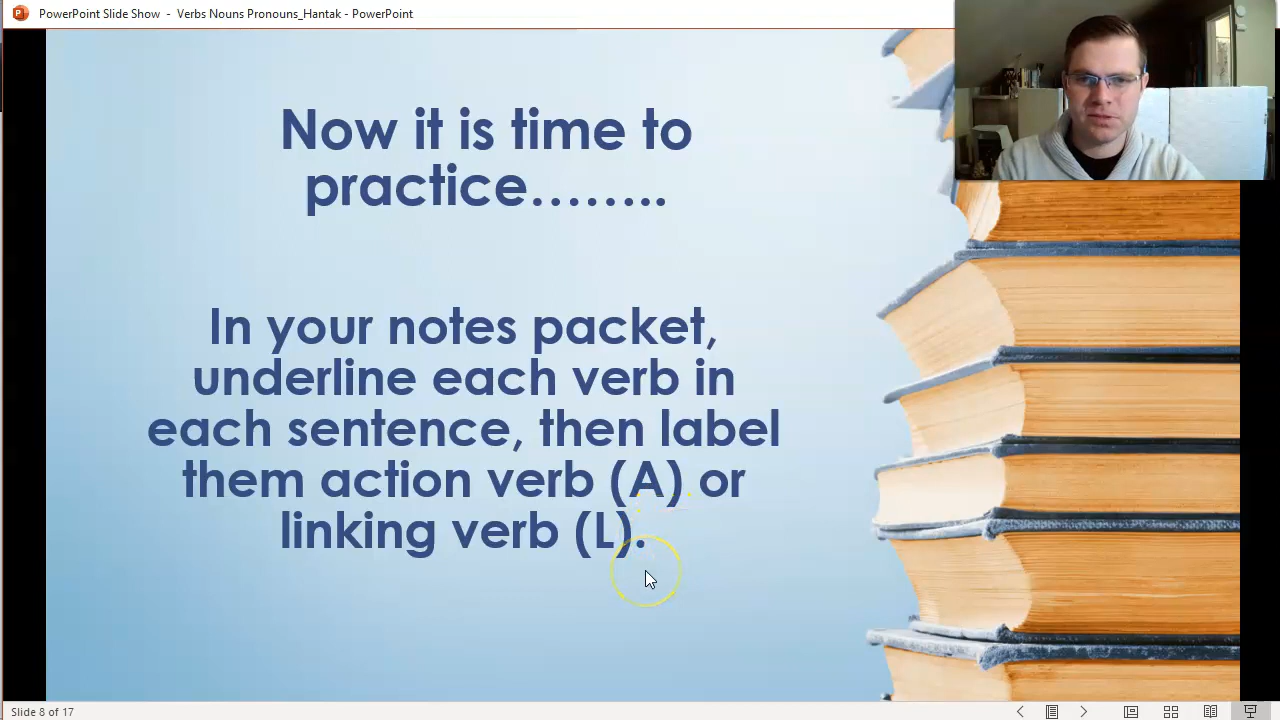 PowerPoint Slide Show - Verbs Nouns Pronouns_Hantak - PowerPoint
Now it is time to
practice……..
In your notes packet,
underline each verb in
each sentence, then label
them action verb (A) or
linking verb (L).
Slide 8 of 17